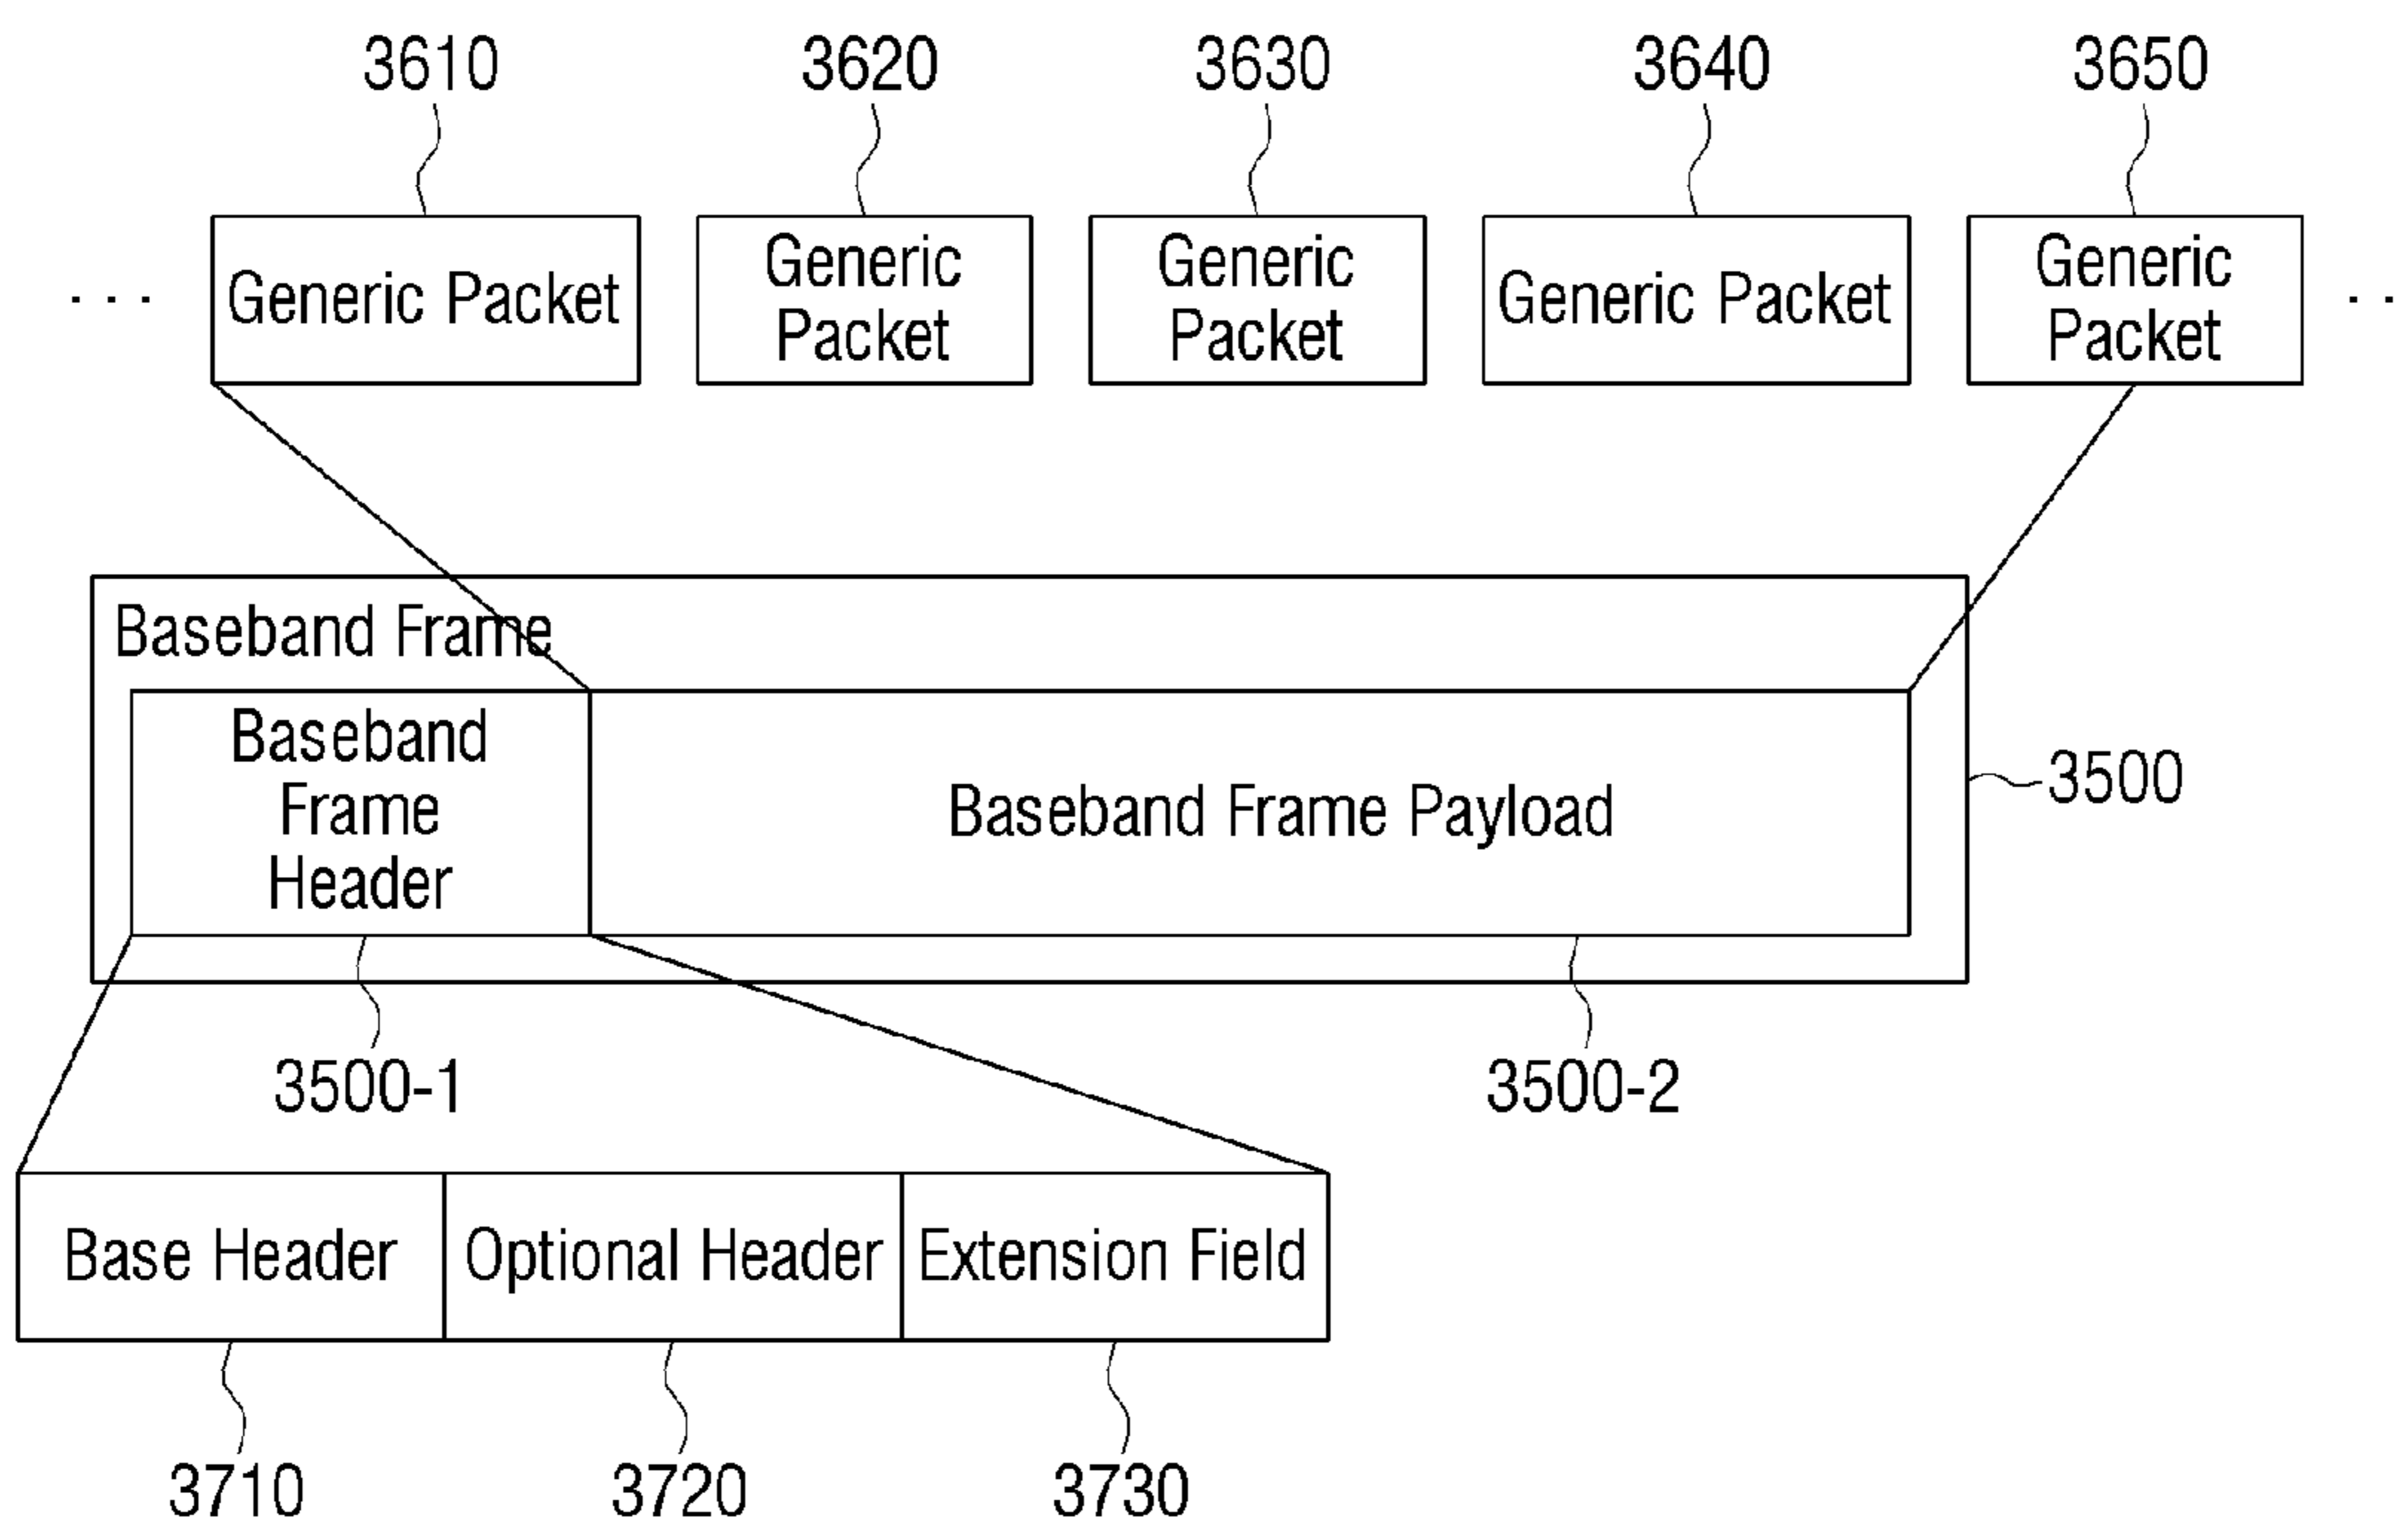 3610 3620 3630 3640 3650
. . . Generic Packet Generic Packet Generic Packet Generic Packet Generic Packet . .
Baseband Frame
Baseband
Frame
Header
Baseband Frame Payload
3500
3500-1 3500-2
Base Header Optional Header Extension Field
3710 3720 3730